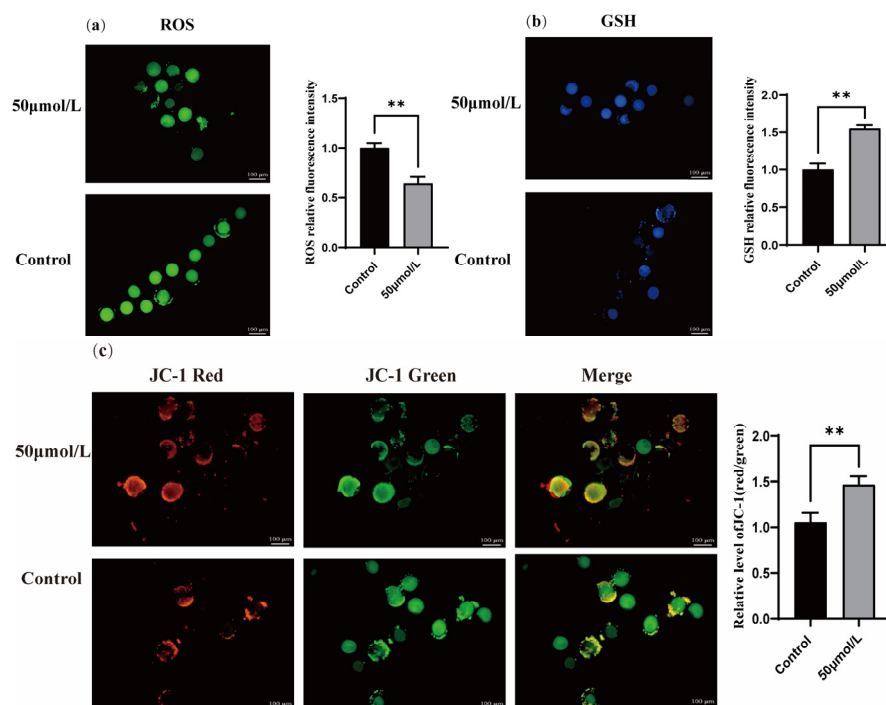 (a)
ROS
50μmol/L
100 μm
Control
100 μm
ROS relative fluorescence intensity
1.5
1.0
0.5
0.0
**
Control
50μmol/L
(b)
GSH
50μmol/L
100 μm
Control
100 μm
GSH relative fluorescence intensity
2.0
1.5
1.0
0.5
0.0
**
Control
50μmol/L
(c)
JC-1 Red
JC-1 Green
Merge
50μmol/L
100 μm
100 μm
100 μm
Control
100 μm
100 μm
100 μm
Relative level ofJC-1(red/green)
2.0
1.5
1.0
0.5
0.0
**
Control
50μmol/L